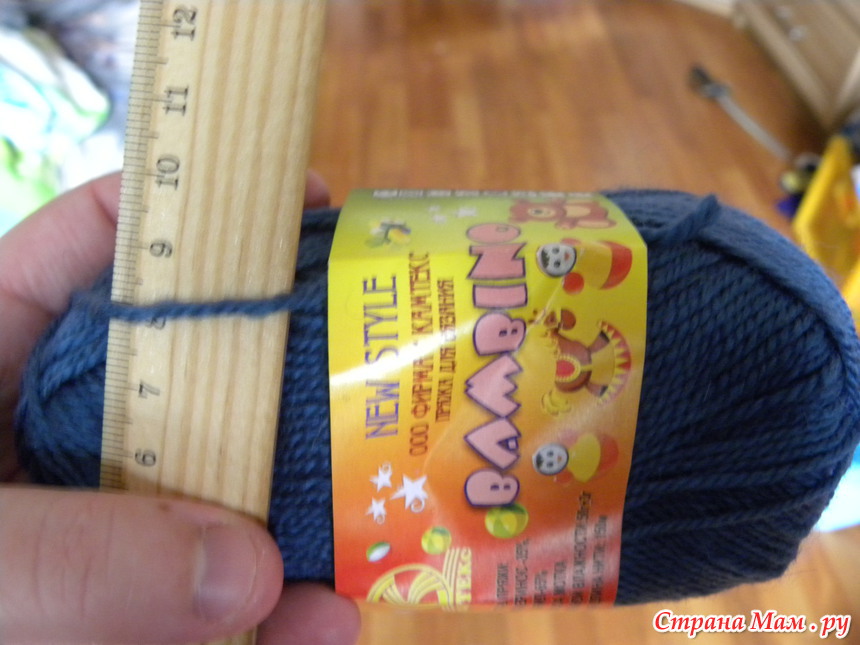 12
11
10
9
8
7
6
NEW STYLE
ООО ФИРМА "КАМТЕКС"
ПРЯЖА ДЛЯ ВЯЗАНИЯ
BAMBINO
Страна Мам.ру